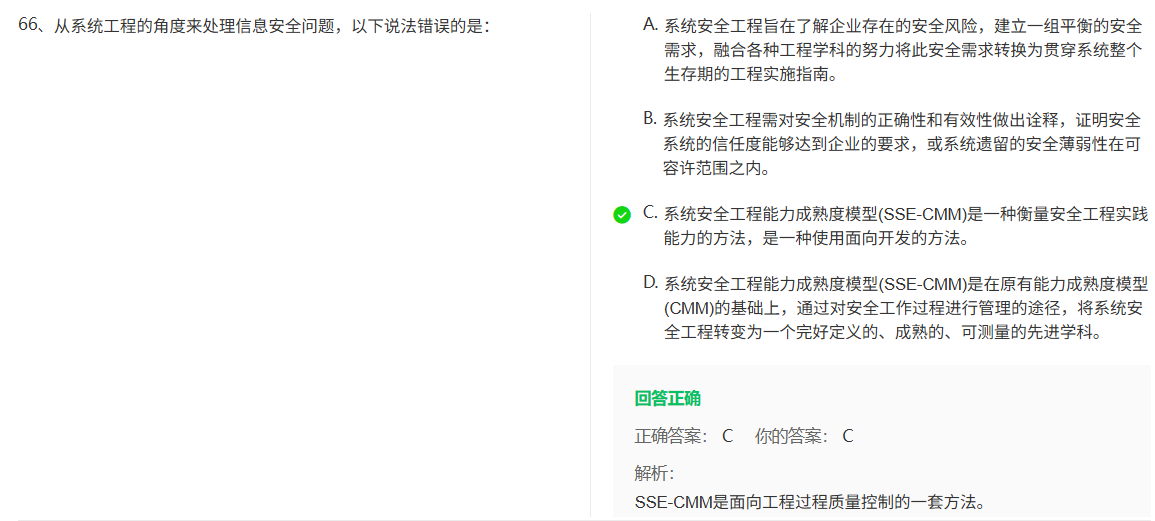 66、从系统工程的角度来处理信息安全问题，以下说法错误的是：
A. 系统安全工程旨在了解企业存在的安全风险，建立一组平衡的安全
需求，融合各种工程学科的努力将此安全需求转换为贯穿系统整个
生存期的工程实施指南。
B. 系统安全工程需对安全机制的正确性和有效性做出诠释，证明安全
系统的信任度能够达到企业的要求，或系统遗留的安全薄弱性在可
容许范围之内。
C. 系统安全工程能力成熟度模型(SSE-CMM)是一种衡量安全工程实践
能力的方法，是一种使用面向开发的方法。
D. 系统安全工程能力成熟度模型(SSE-CMM)是在原有能力成熟度模型
(CMM)的基础上，通过对安全工作过程进行管理的途径，将系统安
全工程转变为一个完好定义的、成熟的、可测量的先进学科。
回答正确
正确答案： C 你的答案： C
解析：
SSE-CMM是面向工程过程质量控制的一套方法。